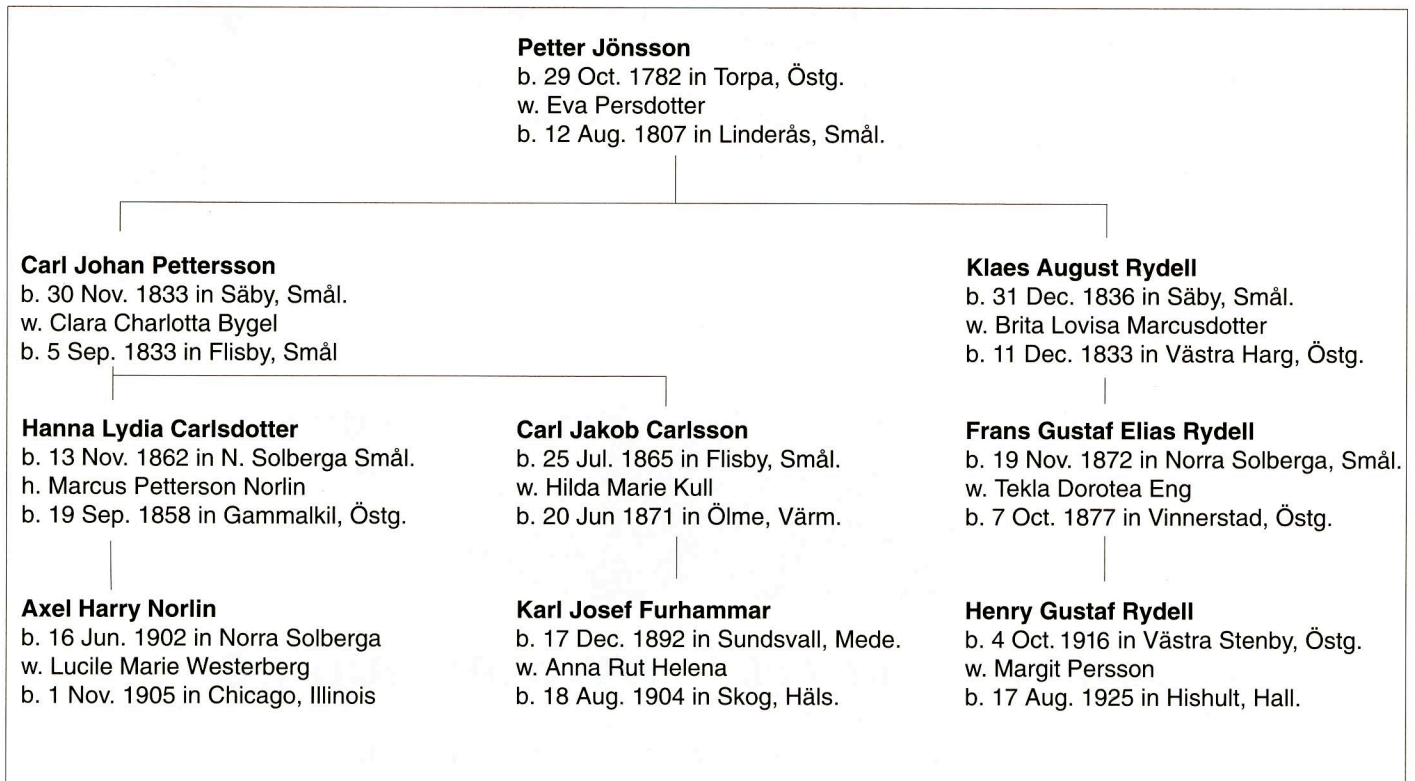 Petter Jönsson
b. 29 Oct. 1782 in Torpa, Östg.
w. Eva Persdotter
b. 12 Aug. 1807 in Linderås, Smål.
Carl Johan Pettersson
b. 30 Nov. 1833 in Säby, Smål.
w. Clara Charlotta Bygel
b. 5 Sep. 1833 in Flisby, Smål
Klaes August Rydell
b. 31 Dec. 1836 in Säby, Smål.
w. Brita Lovisa Marcusdotter
b. 11 Dec. 1833 in Västra Harg, Östg.
Hanna Lydia Carlsdotter
b. 13 Nov. 1862 in N. Solberga Smål.
h. Marcus Petterson Norlin
b. 19 Sep. 1858 in Gammalkil, Östg.
Carl Jakob Carlsson
b. 25 Jul. 1865 in Flisby, Smål.
w. Hilda Marie Kull
b. 20 Jun 1871 in Ölme, Värm.
Frans Gustaf Elias Rydell
b. 19 Nov. 1872 in Norra Solberga, Smål.
w. Tekla Dorotea Eng
b. 7 Oct. 1877 in Vinnerstad, Östg.
Axel Harry Norlin
b. 16 Jun. 1902 in Norra Solberga
w. Lucile Marie Westerberg
b. 1 Nov. 1905 in Chicago, Illinois
Karl Josef Furhammar
b. 17 Dec. 1892 in Sundsvall, Mede.
w. Anna Rut Helena
b. 18 Aug. 1904 in Skog, Häls.
Henry Gustaf Rydell
b. 4 Oct. 1916 in Västra Stenby, Östg.
w. Margit Persson
b. 17 Aug. 1925 in Hishult, Hall.